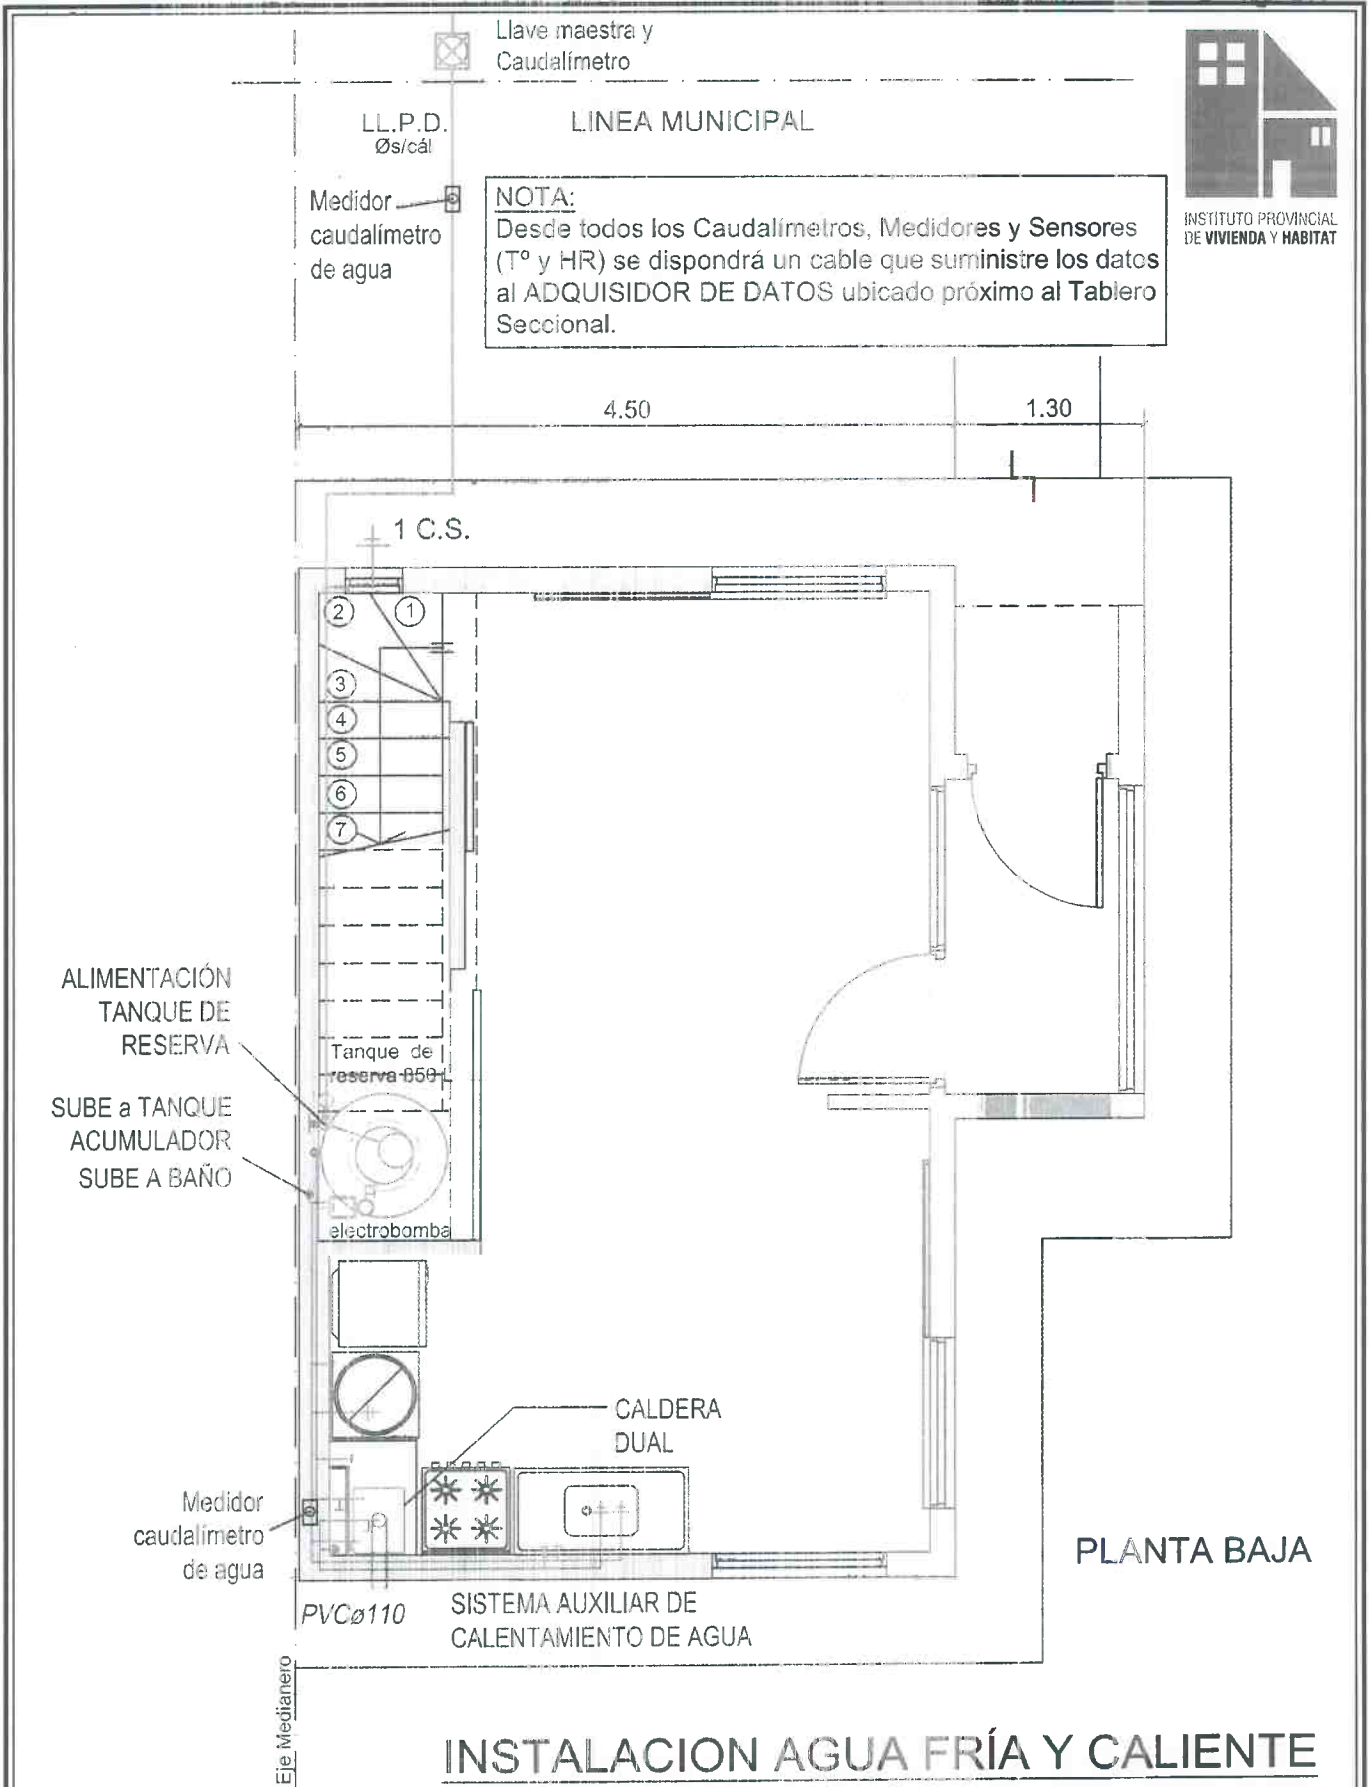 Llave maestra y
Caudalímetro
LL.P.D.
Øs/cál
LINEA MUNICIPAL
INSTITUTO PROVINCIAL
DE VIVIENDA Y HABITAT
Medidor
caudalímetro
de agua
NOTA:
Desde todos los Caudalímetros, Medidores y Sensores
(Tº y HR) se dispondrá un cable que suministre los datos
al ADQUISIDOR DE DATOS ubicado próximo al Tablero
Seccional.
4.50
1.30
1 C.S.
2
1
3
4
5
6
7
ALIMENTACIÓN
TANQUE DE
RESERVA
Tanque de
reserva 850
SUBE a TANQUE
ACUMULADOR
SUBE A BAÑO
electrobomba
CALDERA
DUAL
Medidor
caudalímetro
de agua
PLANTA BAJA
PVCø110
SISTEMA AUXILIAR DE
CALENTAMIENTO DE AGUA
Eje Medianero
INSTALACION AGUA FRÍA Y CALIENTE